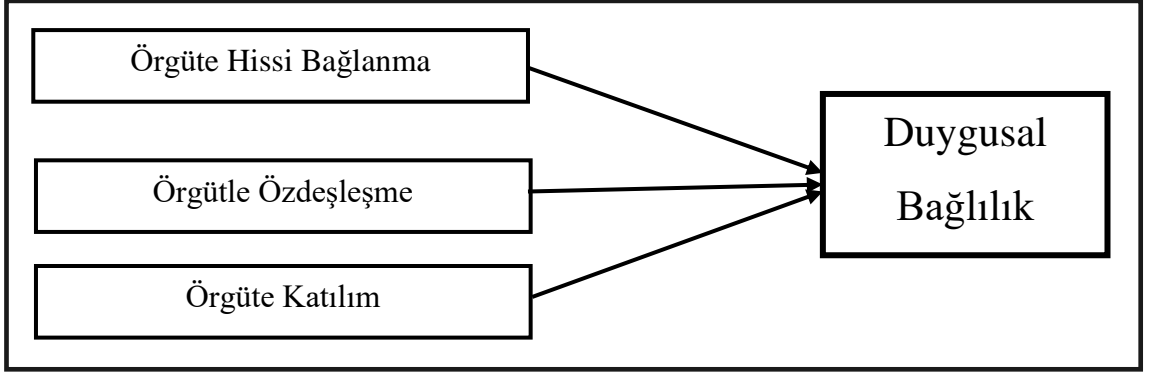 Örgüte Hissi Bağlanma
Örgütle Özdeşleşme
Örgüte Katılım
Duygusal
Bağlılık